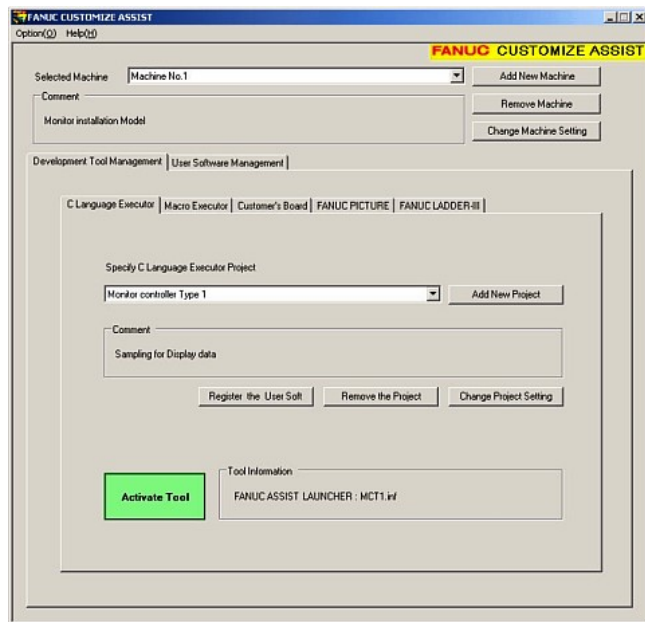 FANUC CUSTOMIZE ASSIST
Option(O) Help(H)
FANUC CUSTOMIZE ASSIST
Selected Machine Machine No.1 Add New Machine
Comment
Remove Machine
Monitor installation Model
Change Machine Setting
Development Tool Management User Software Management
C Language Executor Macro Executor Customer's Board FANUC PICTURE FANUC LADDER-III
Specify C Language Executor Project
Monitor controller Type 1 Add New Project
Comment
Sampling for Display data
Register the User Soft Remove the Project Change Project Setting
Tool Information
Activate Tool FANUC ASSIST LAUNCHER : MCT1.inf